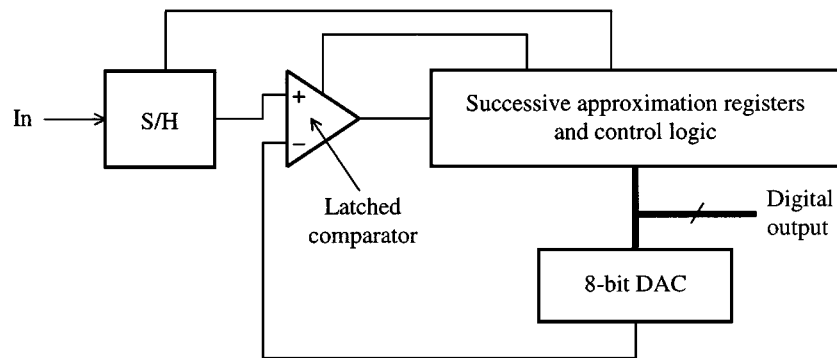 In
S/H
+
−
Latched
comparator
Successive approximation registers
and control logic
Digital
output
8-bit DAC